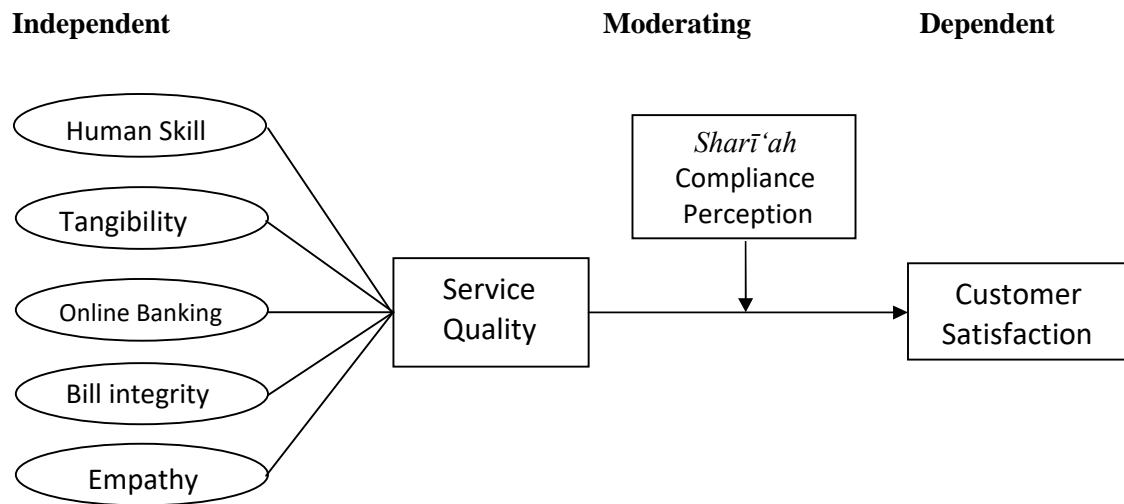 Independent
Moderating
Dependent
Human Skill
Tangibility
Online Banking
Bill integrity
Empathy
Service
Quality
Sharī‘ah
Compliance
Perception
Customer
Satisfaction